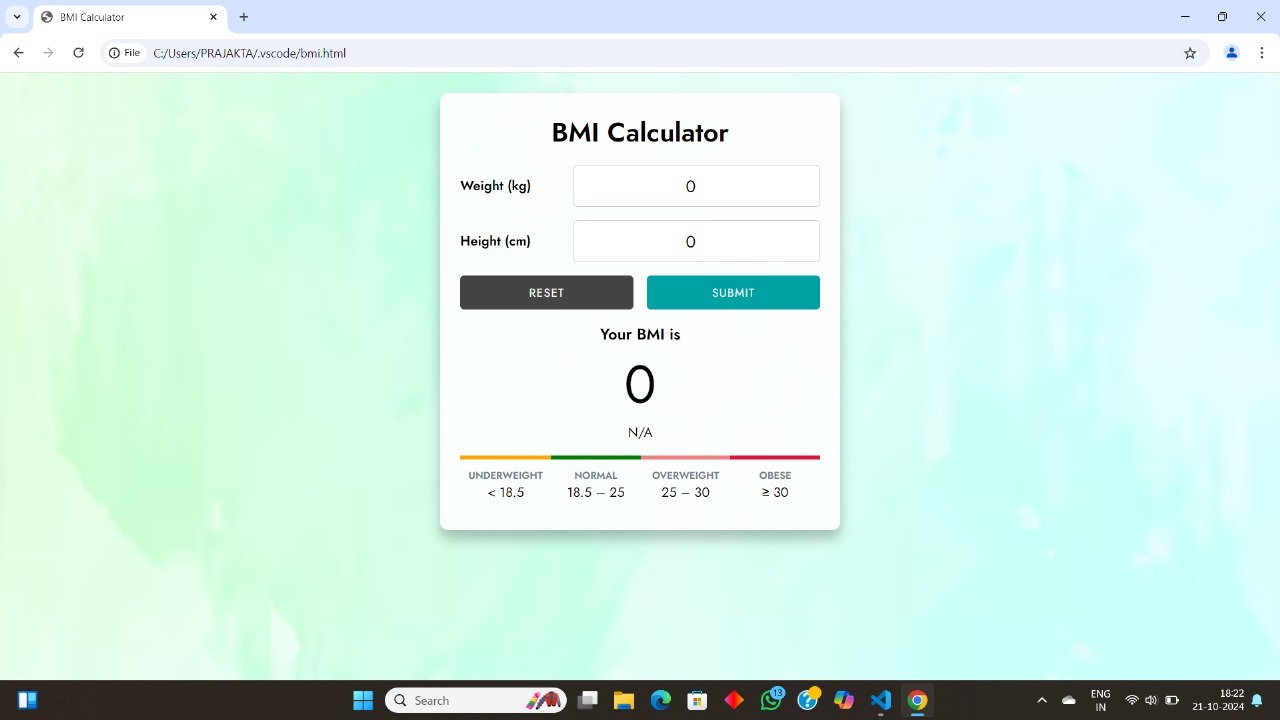 BMI Calculator
File C:/Users/PRAJAKTA/.vscode/bmi.html
BMI Calculator
Weight (kg) 0
Height (cm) 0
RESET SUBMIT
Your BMI is
0
N/A
UNDERWEIGHT NORMAL OVERWEIGHT OBESE
< 18.5 18.5 – 25 25 – 30 ≥ 30
Search 13 ENG 18:22
IN 21-10-2024